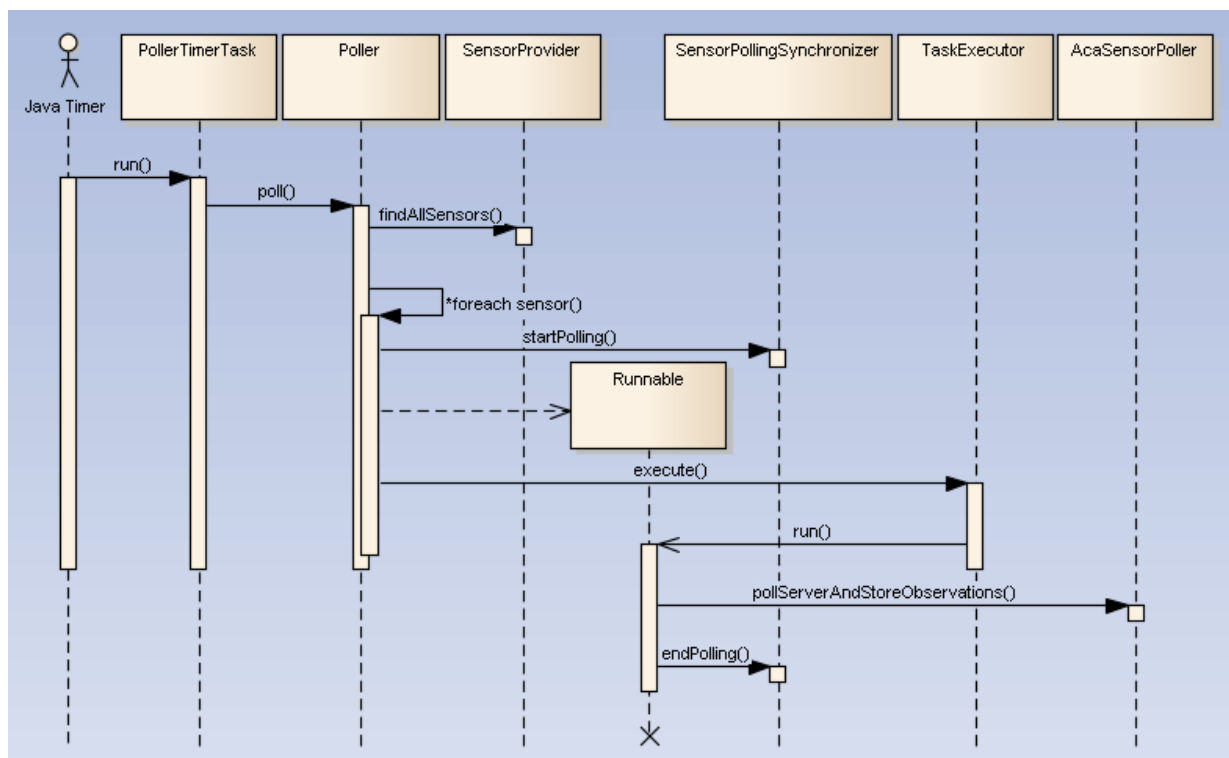 PollerTimerTask
Poller
SensorProvider
SensorPollingSynchronizer
TaskExecutor
AcaSensorPoller
Java Timer
run()
poll()
findAllSensors()
*foreach sensor()
startPolling()
Runnable
execute()
run()
pollServerAndStoreObservations()
endPolling()